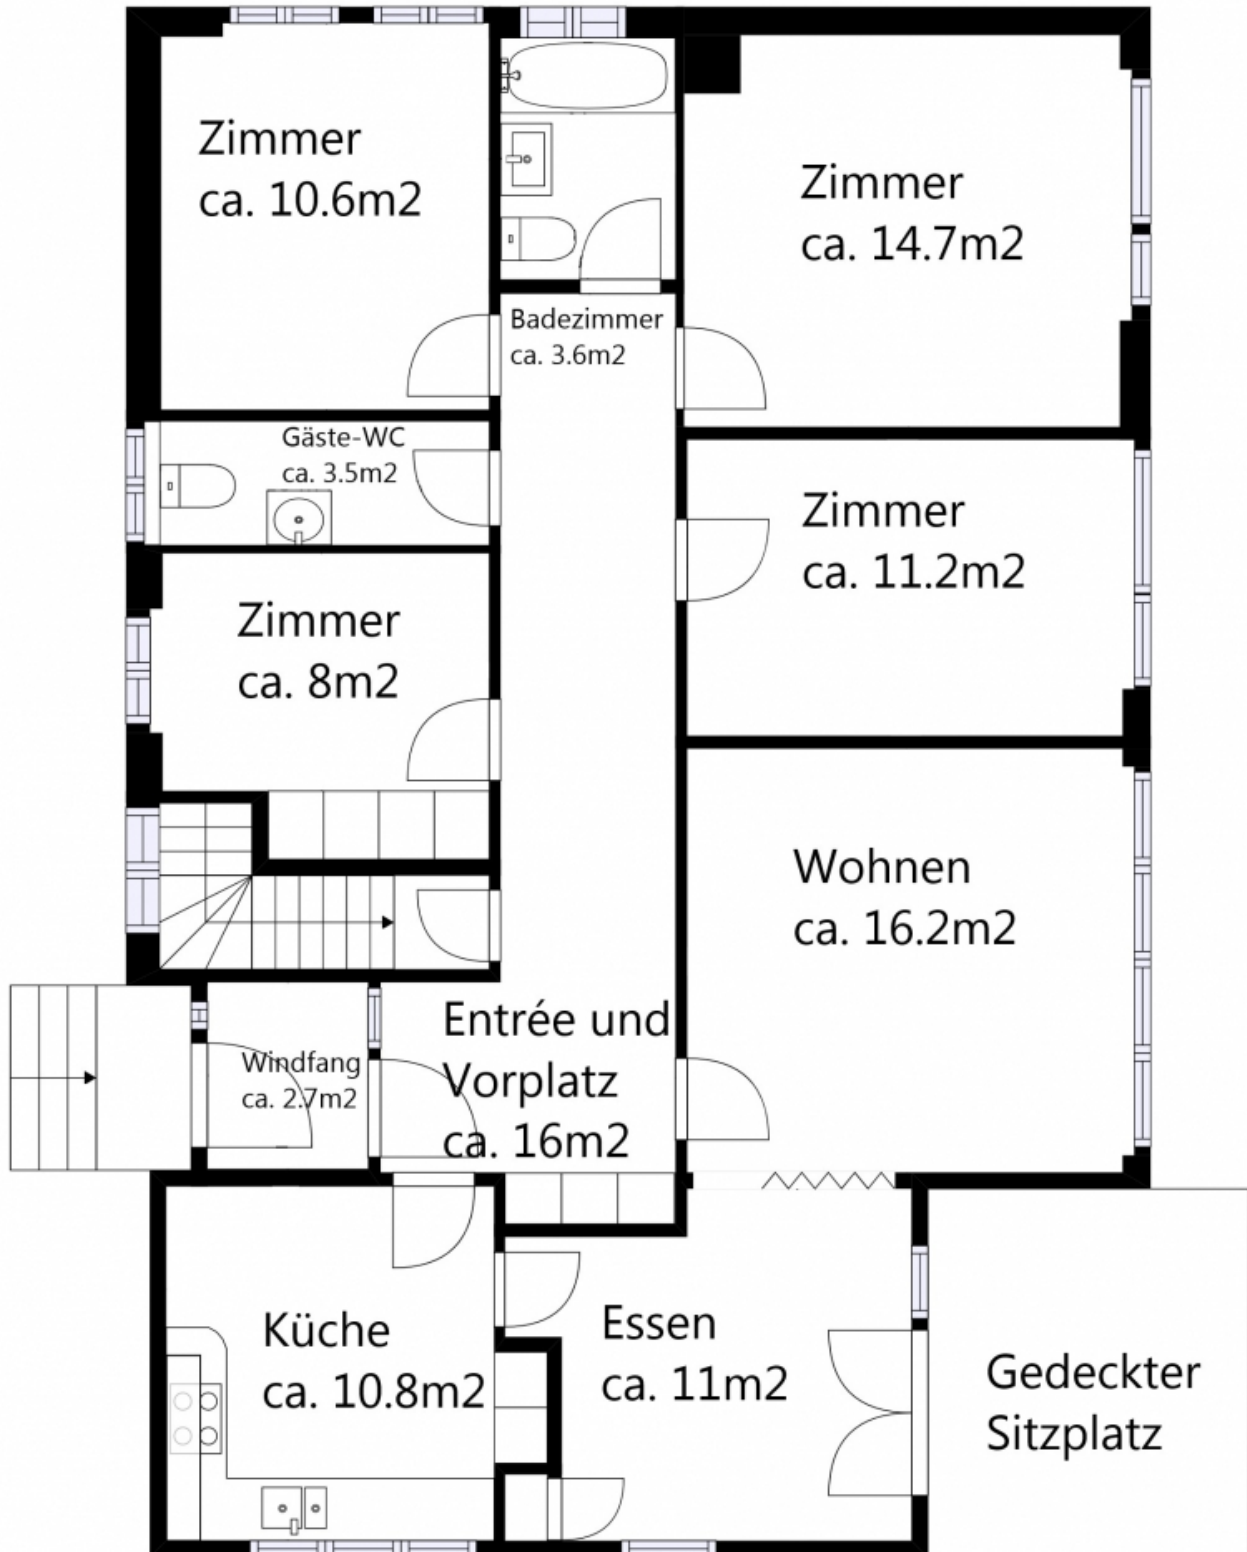 Zimmer
ca. 10.6m2
Zimmer
ca. 14.7m2
Badezimmer
ca. 3.6m2
Gäste-WC
ca. 3.5m2
Zimmer
ca. 11.2m2
Zimmer
ca. 8m2
Wohnen
ca. 16.2m2
Entrée und
Vorplatz
ca. 16m2
Windfang
ca. 2.7m2
Küche
ca. 10.8m2
Essen
ca. 11m2
Gedeckter
Sitzplatz